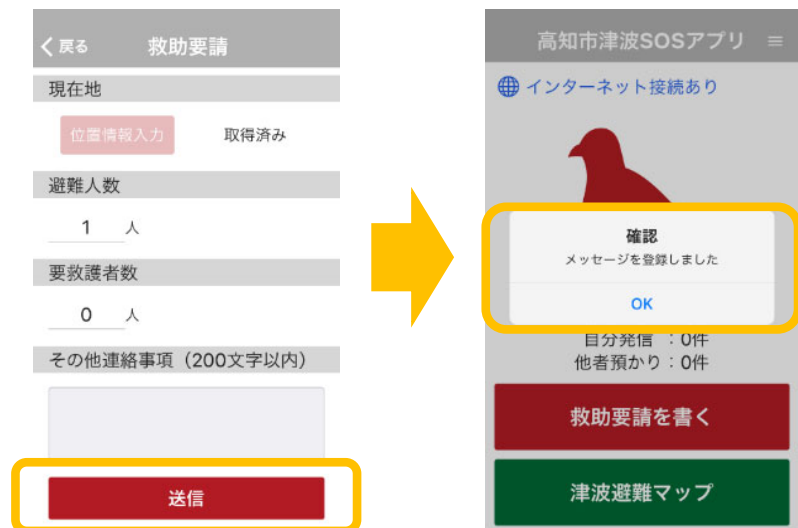 戻る 救助要請
現在地
位置情報入力 取得済み
避難人数
1 人
要救護者数
0 人
その他連絡事項（200文字以内）
送信
高知市津波SOSアプリ
インターネット接続あり
確認
メッセージを登録しました
OK
自分発信 ：0件
他者預かり：0件
救助要請を書く
津波避難マップ